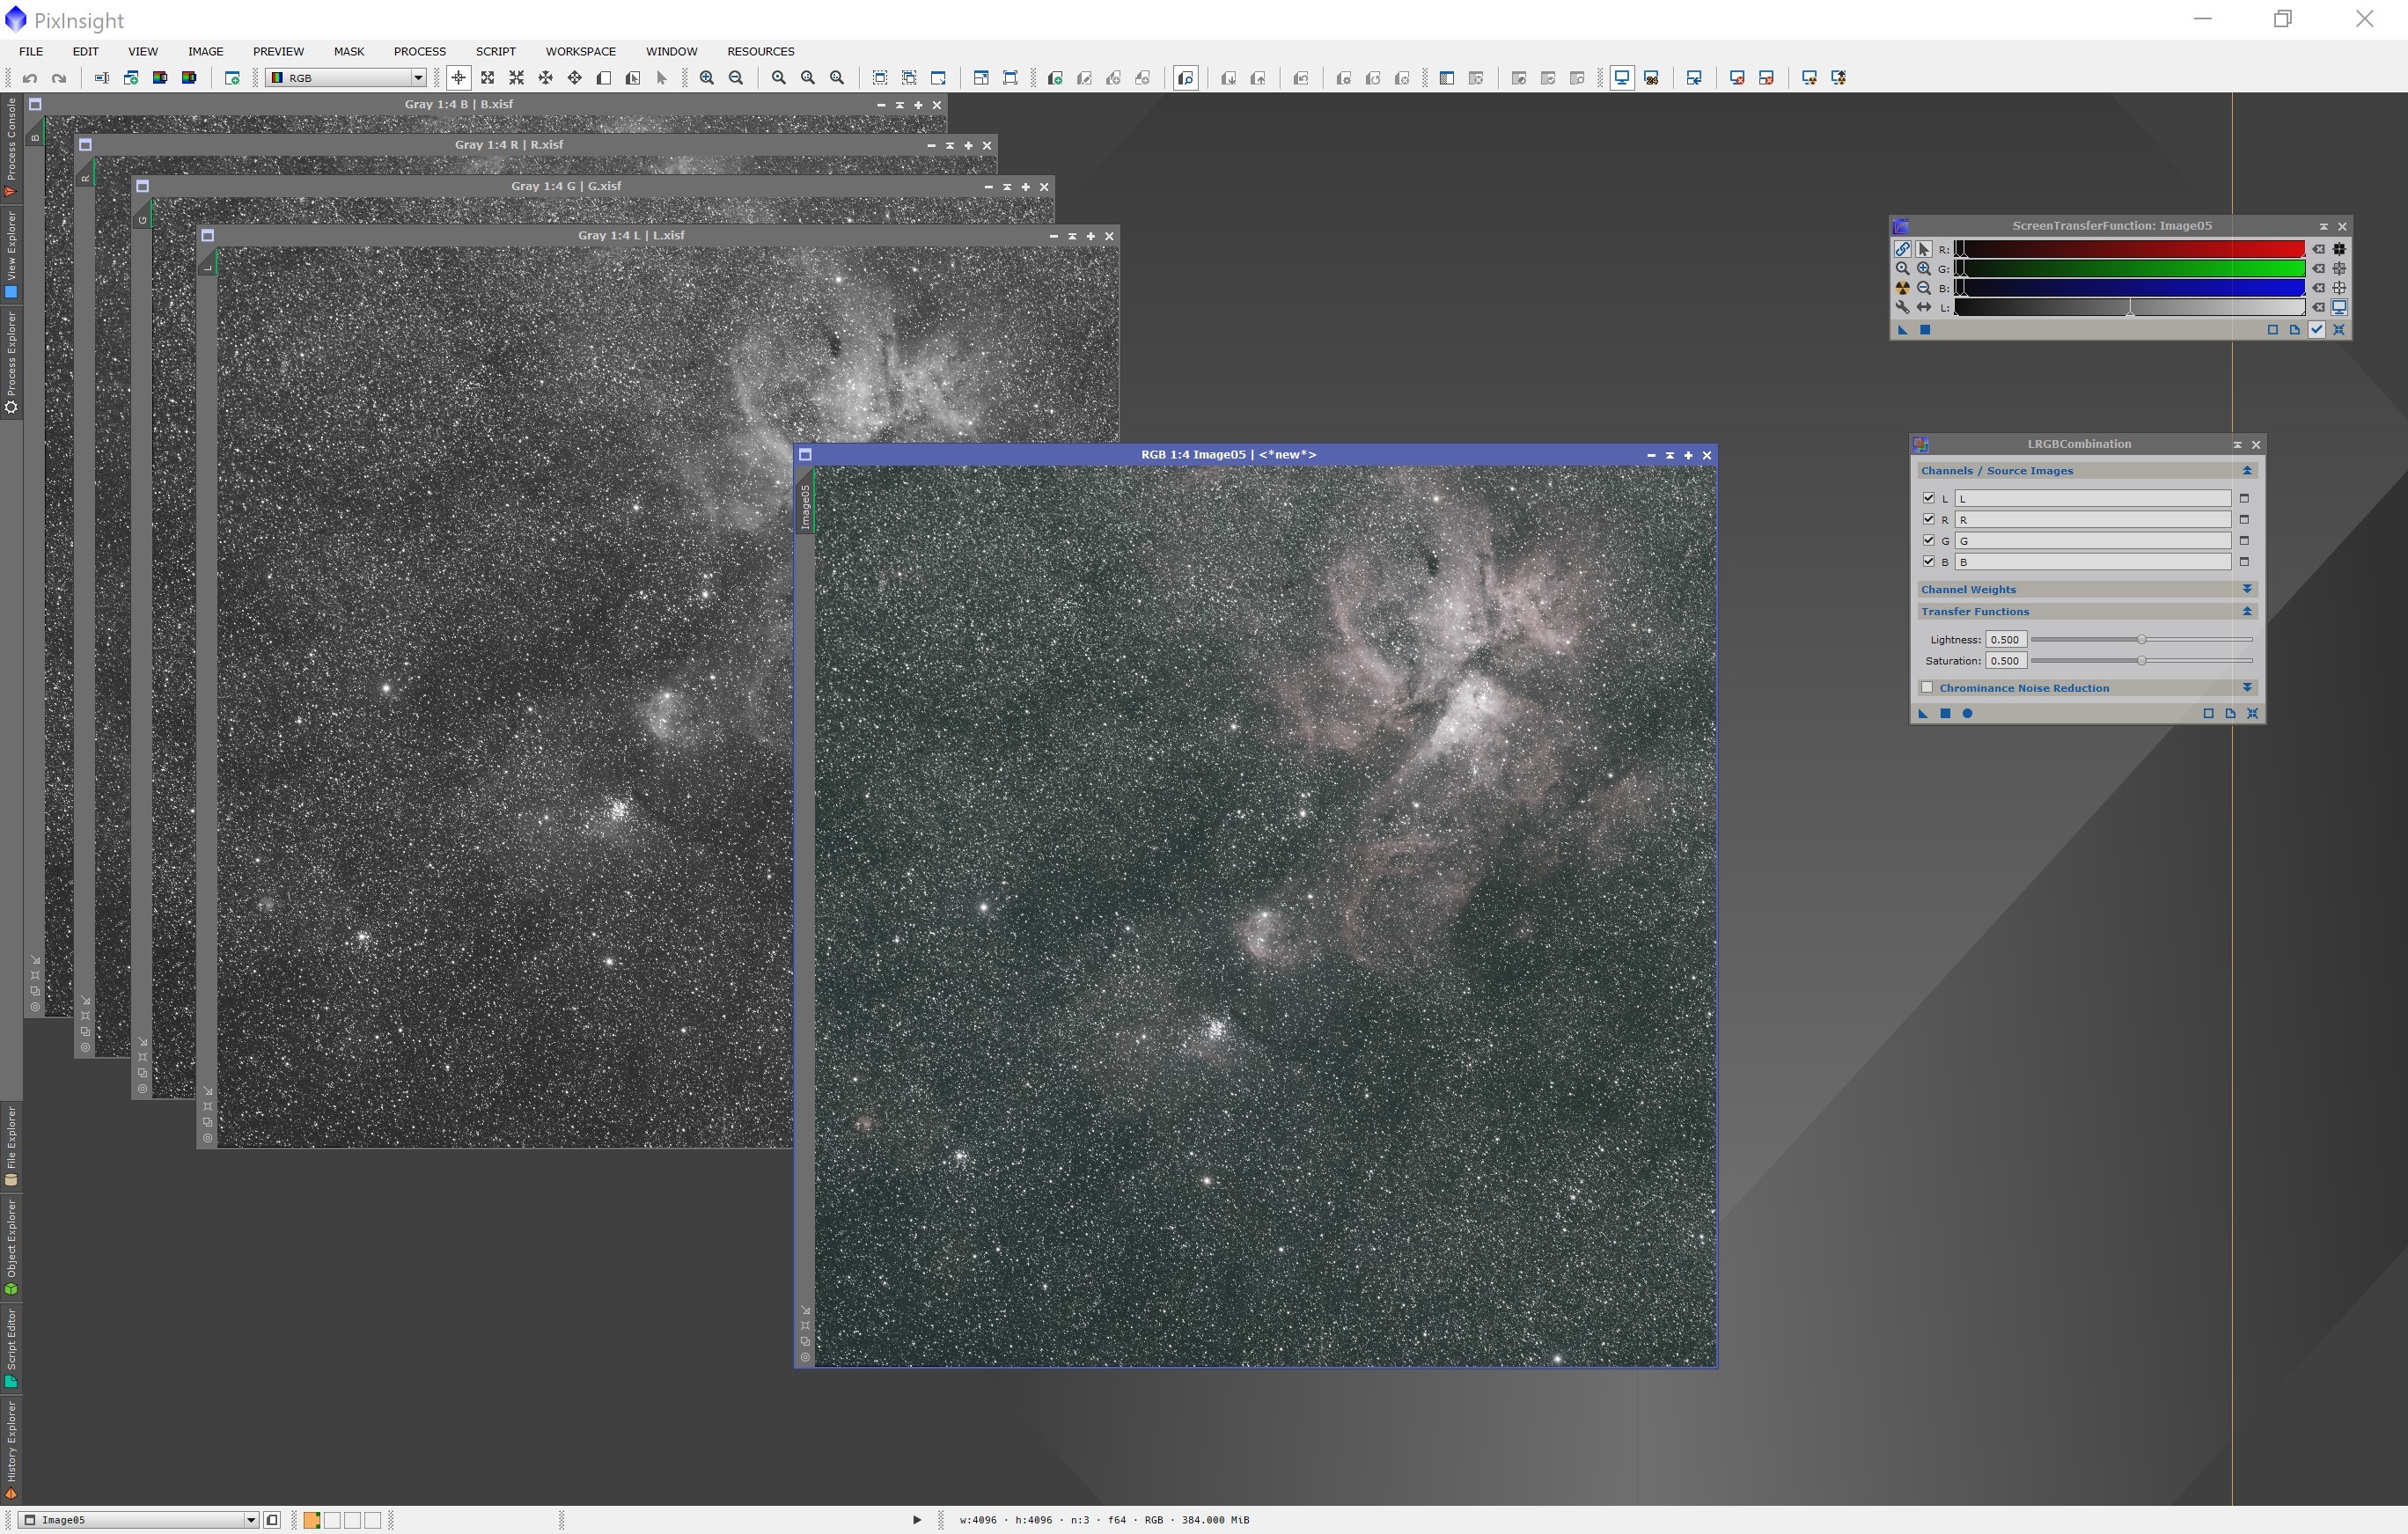 PixInsight
FILE EDIT VIEW IMAGE PREVIEW MASK PROCESS SCRIPT WORKSPACE WINDOW RESOURCES
RGB
Process Console
View Explorer
Process Explorer
File Explorer
Object Explorer
Script Editor
History Explorer
Gray 1:4 B | B.xisf
B
Gray 1:4 R | R.xisf
R
Gray 1:4 G | G.xisf
G
Gray 1:4 L | L.xisf
L
RGB 1:4 Image05 | <*new*>
Image05
ScreenTransferFunction: Image05
R:
G:
B:
L:
LRGBCombination
Channels / Source Images
L L
R R
G G
B B
Channel Weights
Transfer Functions
Lightness: 0.500
Saturation: 0.500
Chrominance Noise Reduction
Image05
w:4096 · h:4096 · n:3 · f64 · RGB · 384.000 MiB